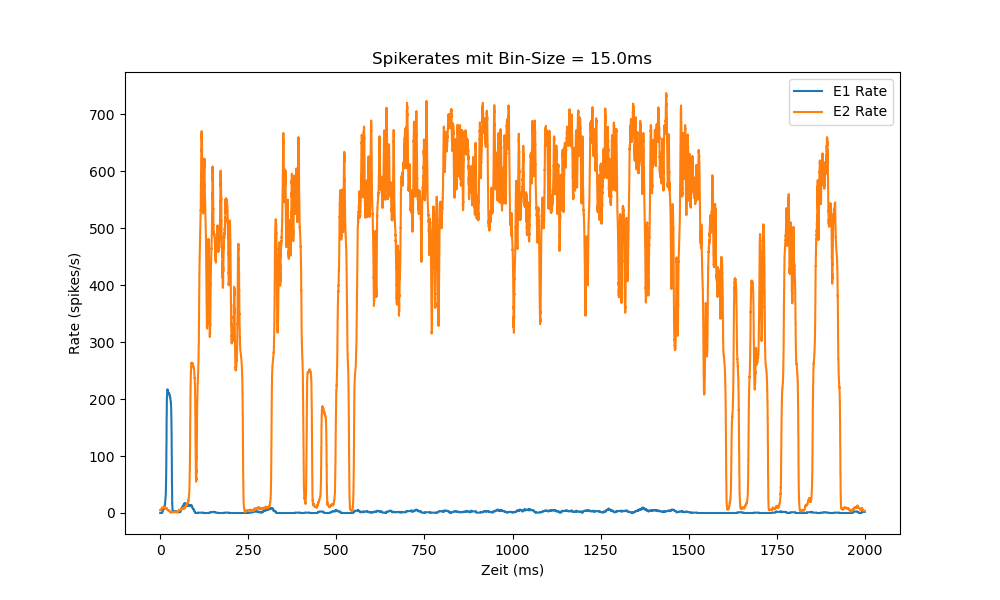 Spikerates mit Bin-Size = 15.0ms
E1 Rate
E2 Rate
Rate (spikes/s)
700
600
500
400
300
200
100
0
0 250 500 750 1000 1250 1500 1750 2000
Zeit (ms)